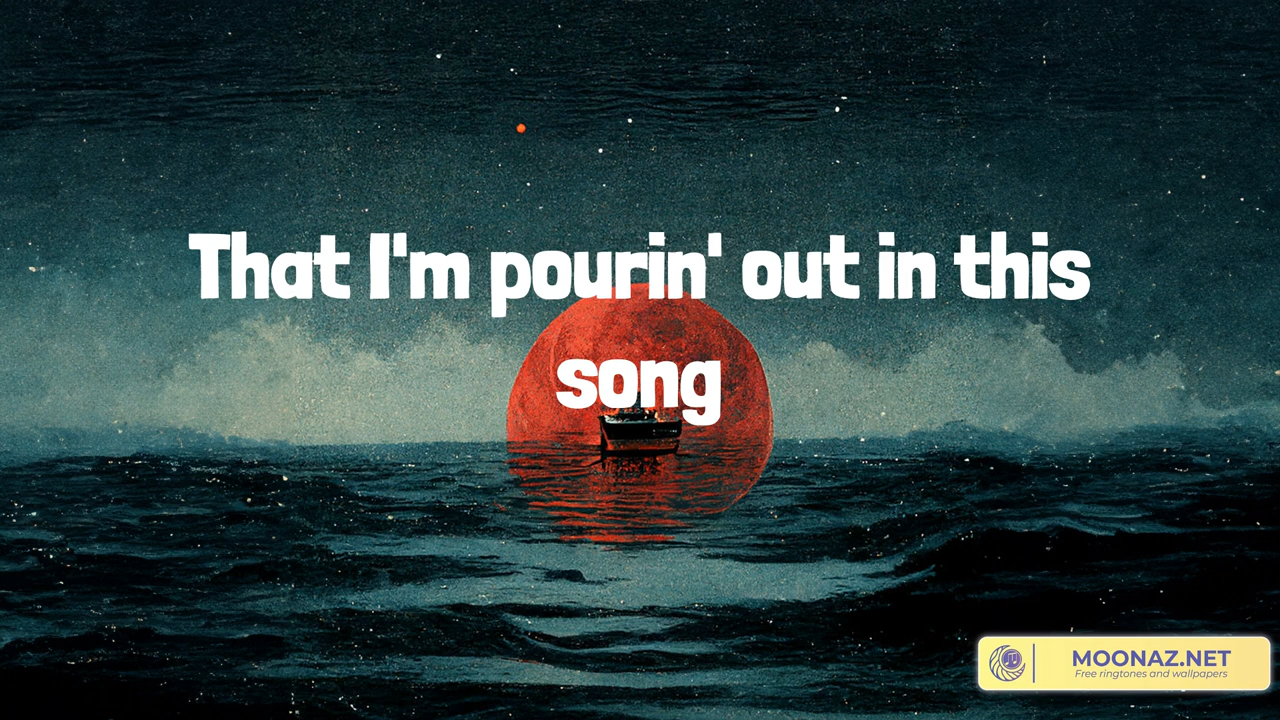 That I'm pourin' out in this
song
MOONAZ.NET
Free ringtones and wallpapers